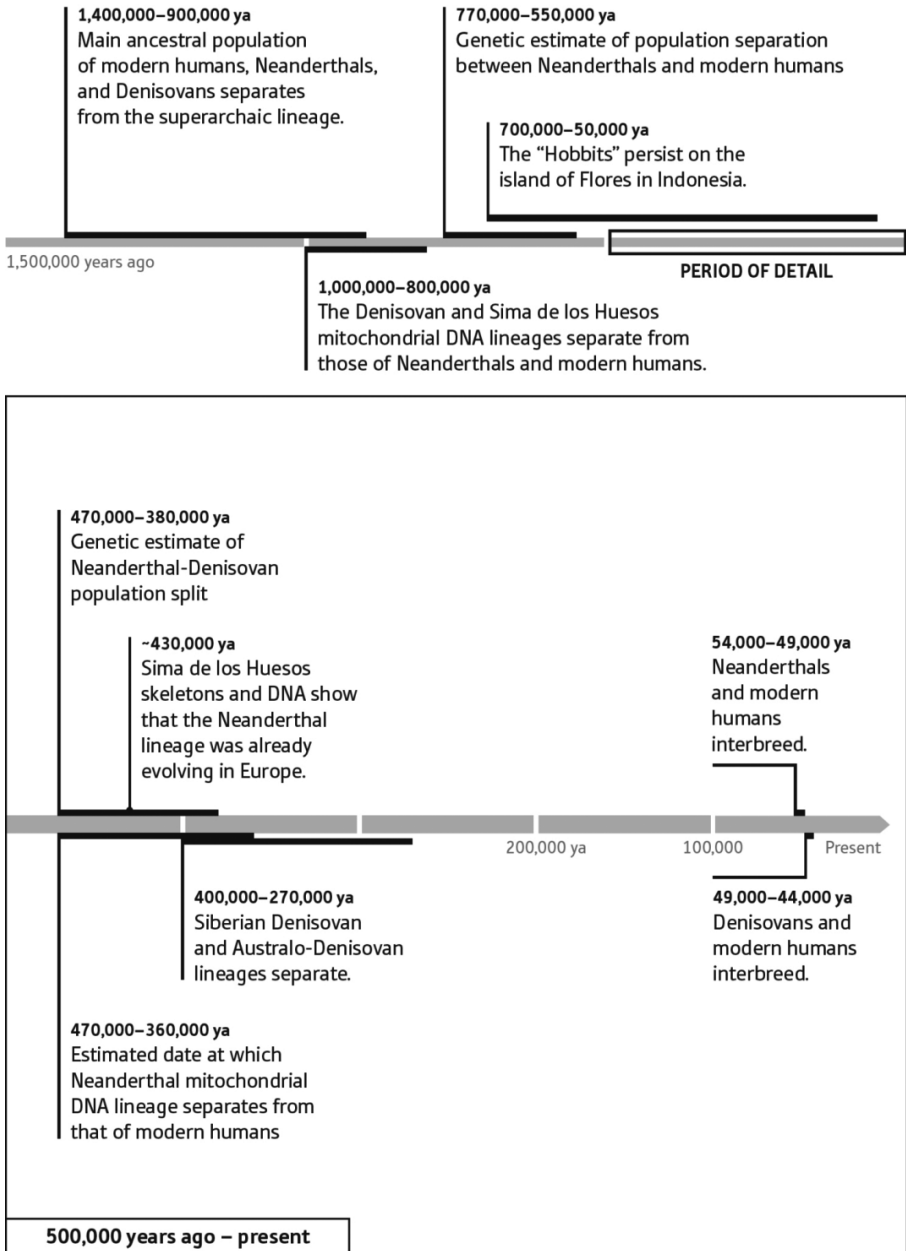 1,400,000–900,000 ya
Main ancestral population
of modern humans, Neanderthals,
and Denisovans separates
from the superarchaic lineage.
770,000–550,000 ya
Genetic estimate of population separation
between Neanderthals and modern humans
700,000–50,000 ya
The “Hobbits” persist on the
island of Flores in Indonesia.
1,500,000 years ago
PERIOD OF DETAIL
1,000,000–800,000 ya
The Denisovan and Sima de los Huesos
mitochondrial DNA lineages separate from
those of Neanderthals and modern humans.
470,000–380,000 ya
Genetic estimate of
Neanderthal-Denisovan
population split
~430,000 ya
Sima de los Huesos
skeletons and DNA show
that the Neanderthal
lineage was already
evolving in Europe.
54,000–49,000 ya
Neanderthals
and modern
humans
interbreed.
200,000 ya
100,000
Present
400,000–270,000 ya
Siberian Denisovan
and Australo-Denisovan
lineages separate.
49,000–44,000 ya
Denisovans and
modern humans
interbreed.
470,000–360,000 ya
Estimated date at which
Neanderthal mitochondrial
DNA lineage separates from
that of modern humans
500,000 years ago – present